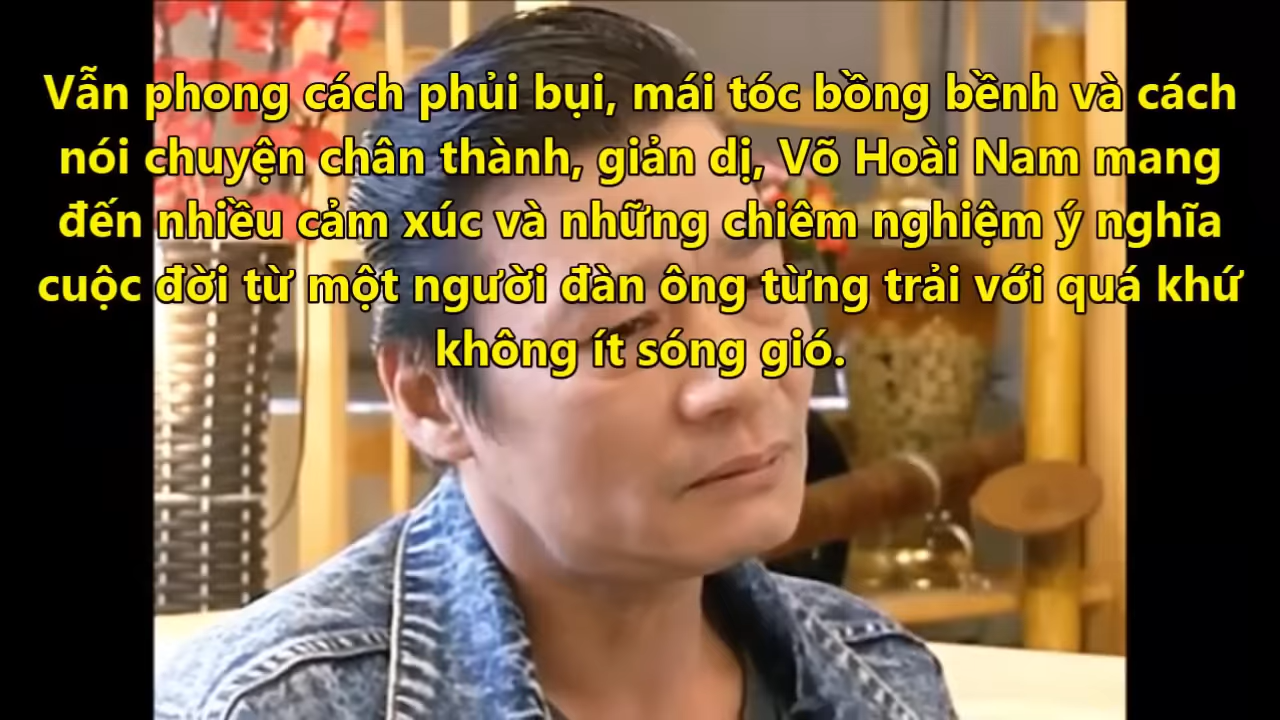 Vẫn phong cách phủi bụi, mái tóc bồng bềnh và cách
nói chuyện chân thành, giản dị, Võ Hoài Nam mang
đến nhiều cảm xúc và những chiêm nghiệm ý nghĩa
cuộc đời từ một người đàn ông từng trải với quá khứ
không ít sóng gió.